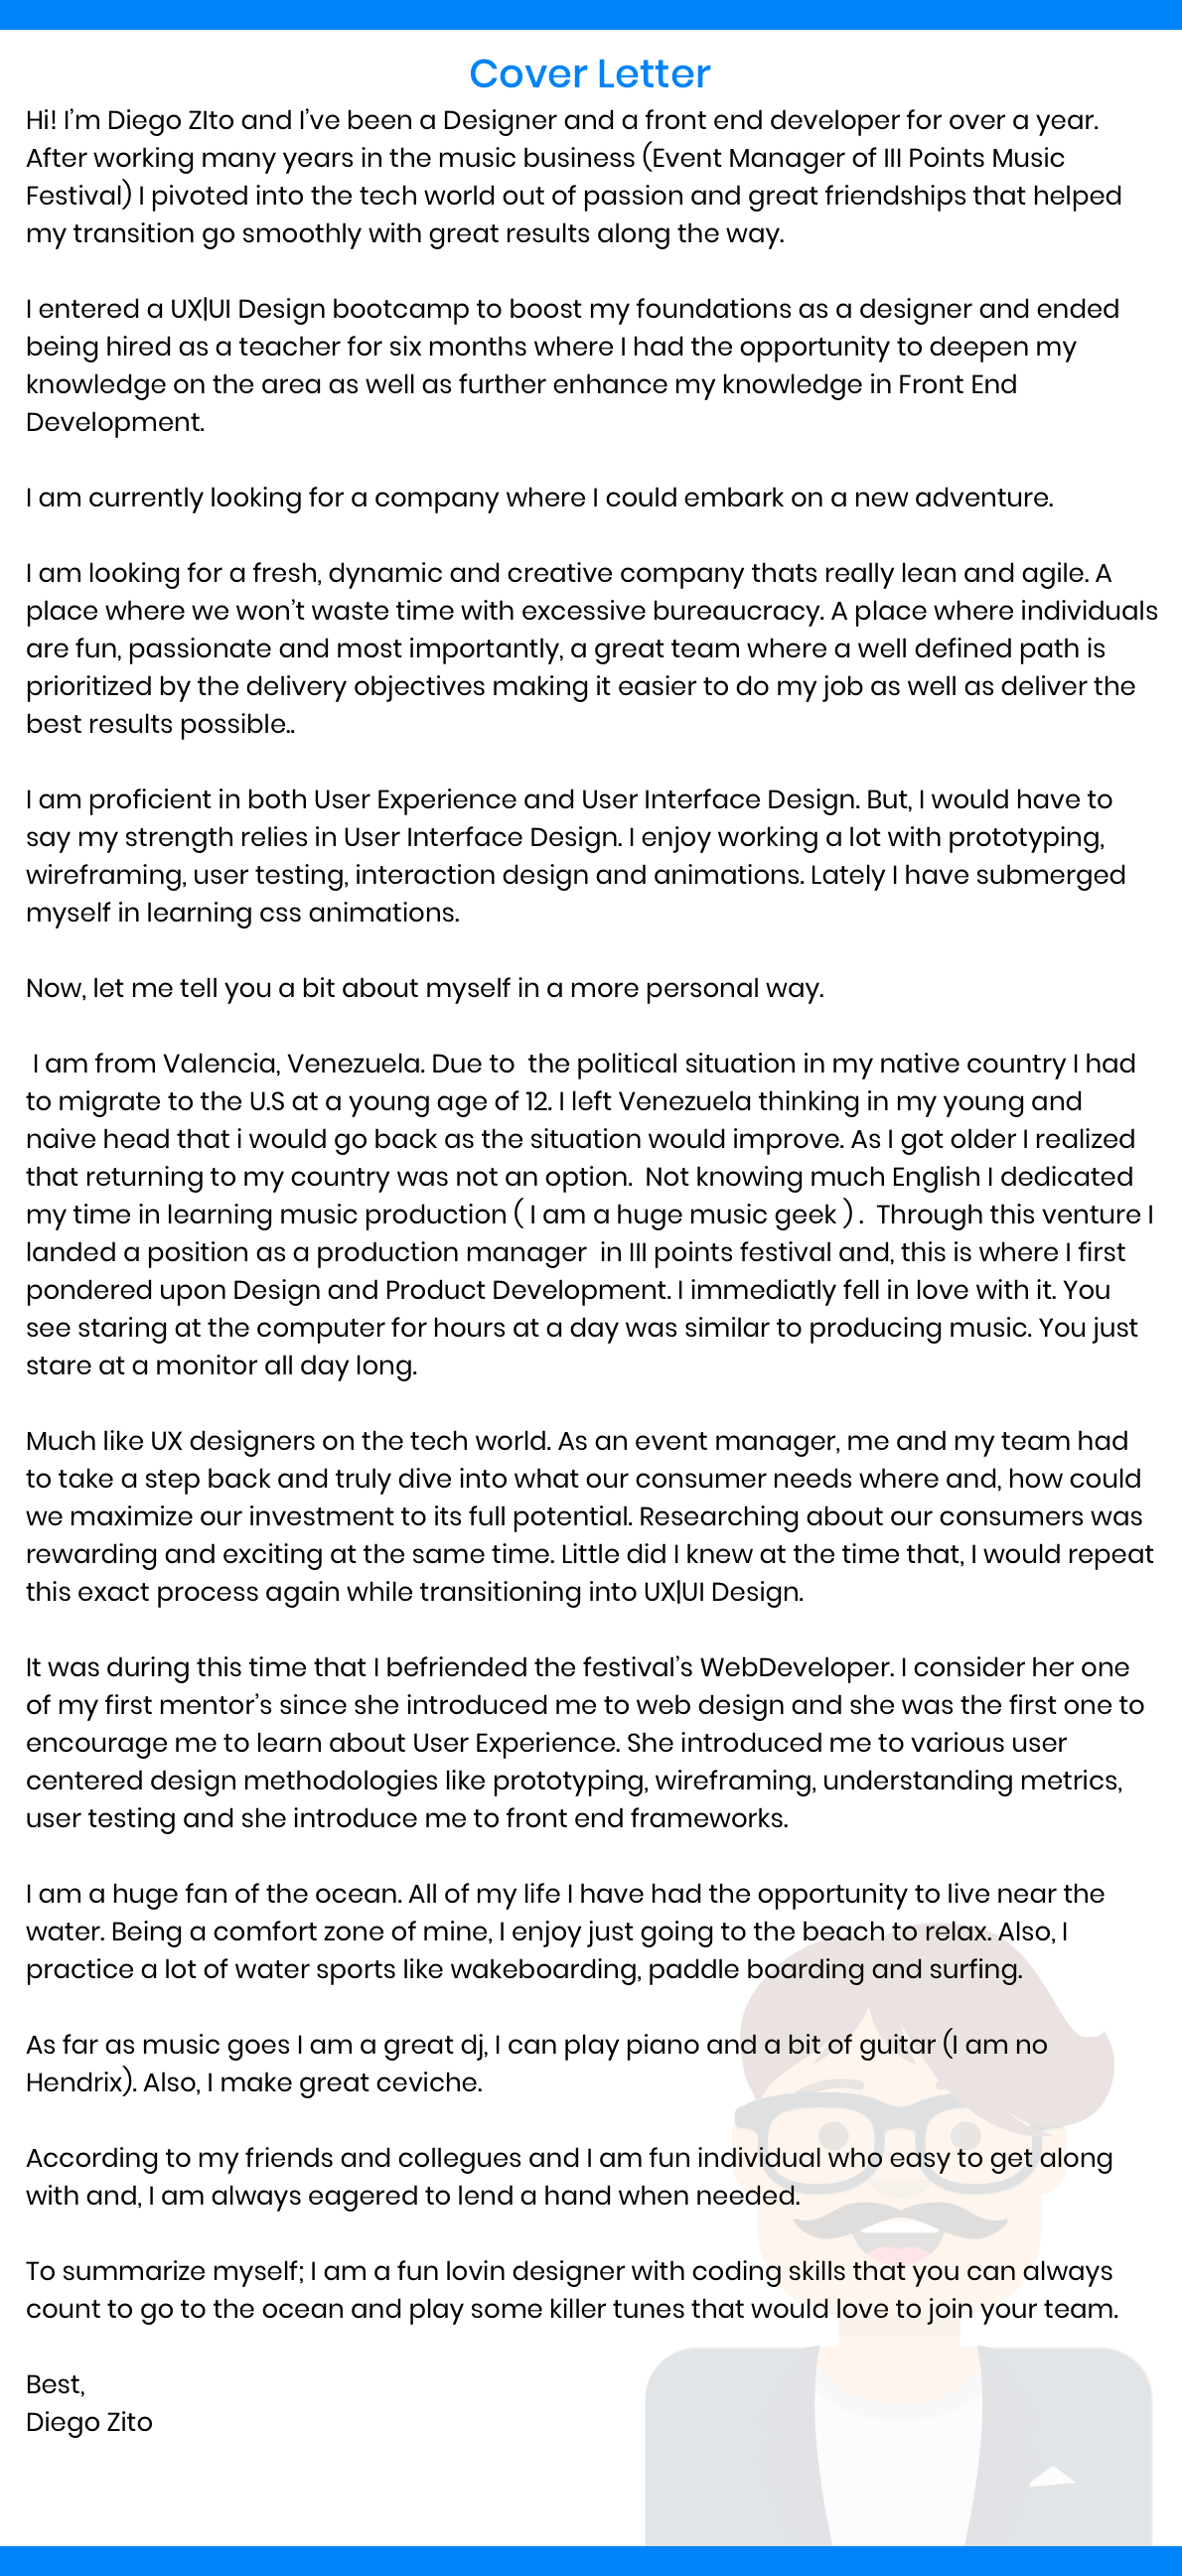 Cover Letter
Hi! I'm Diego ZIto and I've been a Designer and a front end developer for over a year.
After working many years in the music business (Event Manager of III Points Music
Festival) I pivoted into the tech world out of passion and great friendships that helped
my transition go smoothly with great results along the way.
I entered a UX|UI Design bootcamp to boost my foundations as a designer and ended
being hired as a teacher for six months where I had the opportunity to deepen my
knowledge on the area as well as further enhance my knowledge in Front End
Development.
I am currently looking for a company where I could embark on a new adventure.
I am looking for a fresh, dynamic and creative company thats really lean and agile. A
place where we won't waste time with excessive bureaucracy. A place where individuals
are fun, passionate and most importantly, a great team where a well defined path is
prioritized by the delivery objectives making it easier to do my job as well as deliver the
best results possible..
I am proficient in both User Experience and User Interface Design. But, I would have to
say my strength relies in User Interface Design. I enjoy working a lot with prototyping,
wireframing, user testing, interaction design and animations. Lately I have submerged
myself in learning css animations.
Now, let me tell you a bit about myself in a more personal way.
I am from Valencia, Venezuela. Due to  the political situation in my native country I had
to migrate to the U.S at a young age of 12. I left Venezuela thinking in my young and
naive head that i would go back as the situation would improve. As I got older I realized
that returning to my country was not an option.  Not knowing much English I dedicated
my time in learning music production ( I am a huge music geek ) .  Through this venture I
landed a position as a production manager  in III points festival and, this is where I first
pondered upon Design and Product Development. I immediatly fell in love with it. You
see staring at the computer for hours at a day was similar to producing music. You just
stare at a monitor all day long.
Much like UX designers on the tech world. As an event manager, me and my team had
to take a step back and truly dive into what our consumer needs where and, how could
we maximize our investment to its full potential. Researching about our consumers was
rewarding and exciting at the same time. Little did I knew at the time that, I would repeat
this exact process again while transitioning into UX|UI Design.
It was during this time that I befriended the festival's WebDeveloper. I consider her one
of my first mentor's since she introduced me to web design and she was the first one to
encourage me to learn about User Experience. She introduced me to various user
centered design methodologies like prototyping, wireframing, understanding metrics,
user testing and she introduce me to front end frameworks.
I am a huge fan of the ocean. All of my life I have had the opportunity to live near the
water. Being a comfort zone of mine, I enjoy just going to the beach to relax. Also, I
practice a lot of water sports like wakeboarding, paddle boarding and surfing.
As far as music goes I am a great dj, I can play piano and a bit of guitar (I am no
Hendrix). Also, I make great ceviche.
According to my friends and collegues and I am fun individual who easy to get along
with and, I am always eagered to lend a hand when needed.
To summarize myself; I am a fun lovin designer with coding skills that you can always
count to go to the ocean and play some killer tunes that would love to join your team.
Best,
Diego Zito